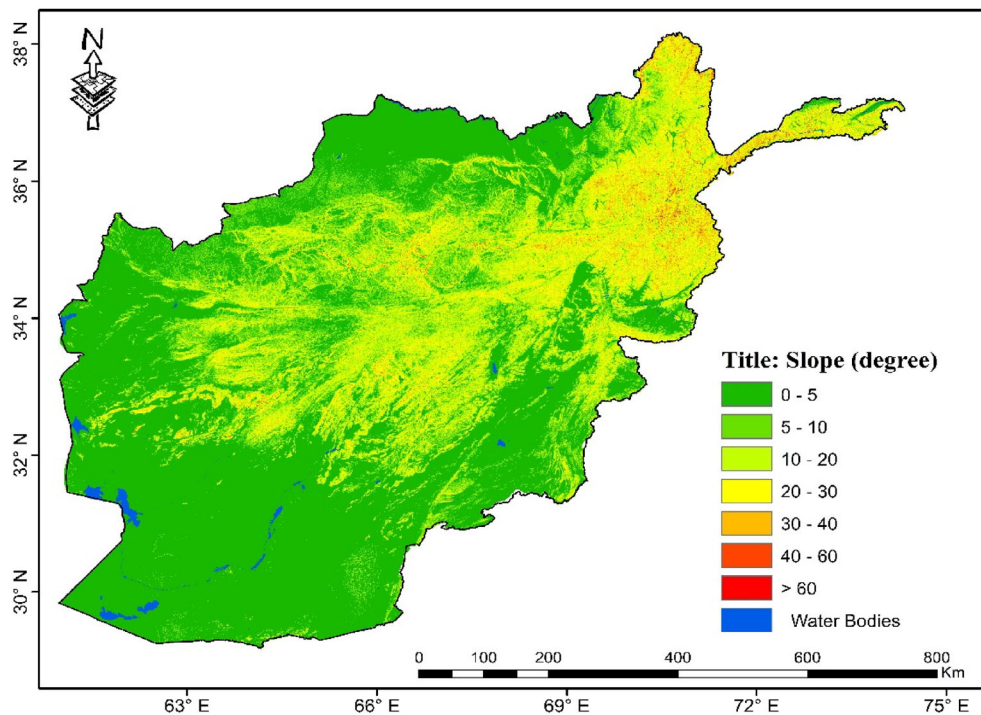 N
38° N
36° N
34° N
32° N
30° N
Title: Slope (degree)
0 - 5
5 - 10
10 - 20
20 - 30
30 - 40
40 - 60
> 60
Water Bodies
0 100 200 400 600 800
Km
63° E 66° E 69° E 72° E 75° E